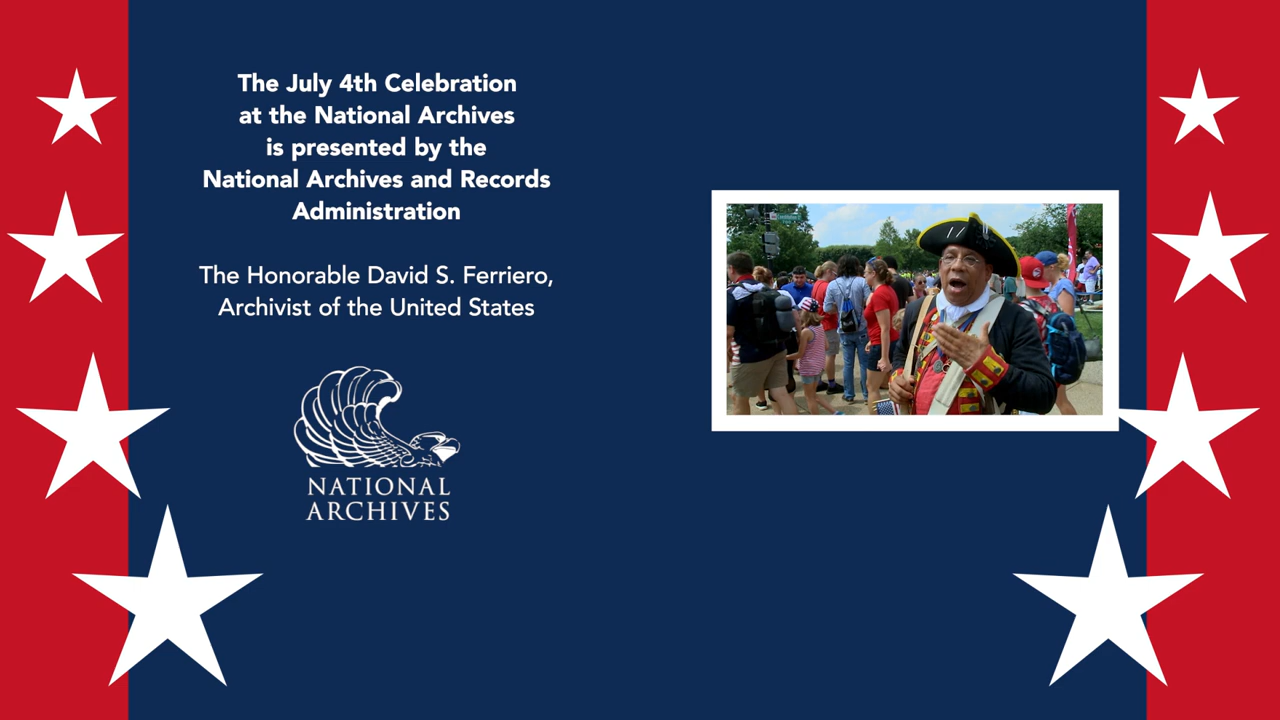 The July 4th Celebration
at the National Archives
is presented by the
National Archives and Records
Administration
The Honorable David S. Ferriero,
Archivist of the United States
NATIONAL
ARCHIVES